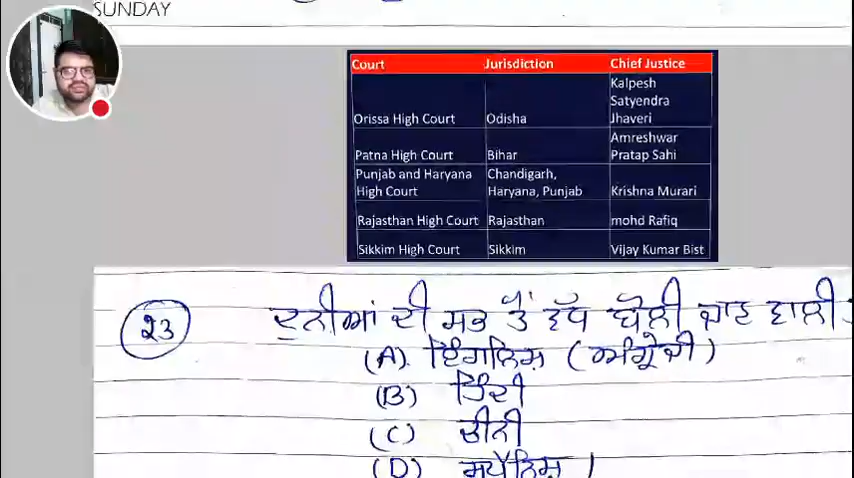 SUNDAY
Court Jurisdiction Chief Justice
Kalpesh
Satyendra
Orissa High Court Odisha Jhaveri
Amreshwar
Patna High Court Bihar Pratap Sahi
Punjab and Haryana Chandigarh,
High Court Haryana, Punjab Krishna Murari
Rajasthan High Court Rajasthan mohd Rafiq
Sikkim High Court Sikkim Vijay Kumar Bist
23 ਦੁਨੀਆਂ ਦੀ ਸਭ ਤੋਂ ਵੱਧ ਬੋਲੀ ਜਾਣ ਵਾਲੀ
(A) ਇੰਗਲਿਸ਼ (ਅੰਗ੍ਰੇਜੀ)
(B) ਹਿੰਦੀ
(C) ਚੀਨੀ
(D) ਸਪੈਨਿਸ਼ |